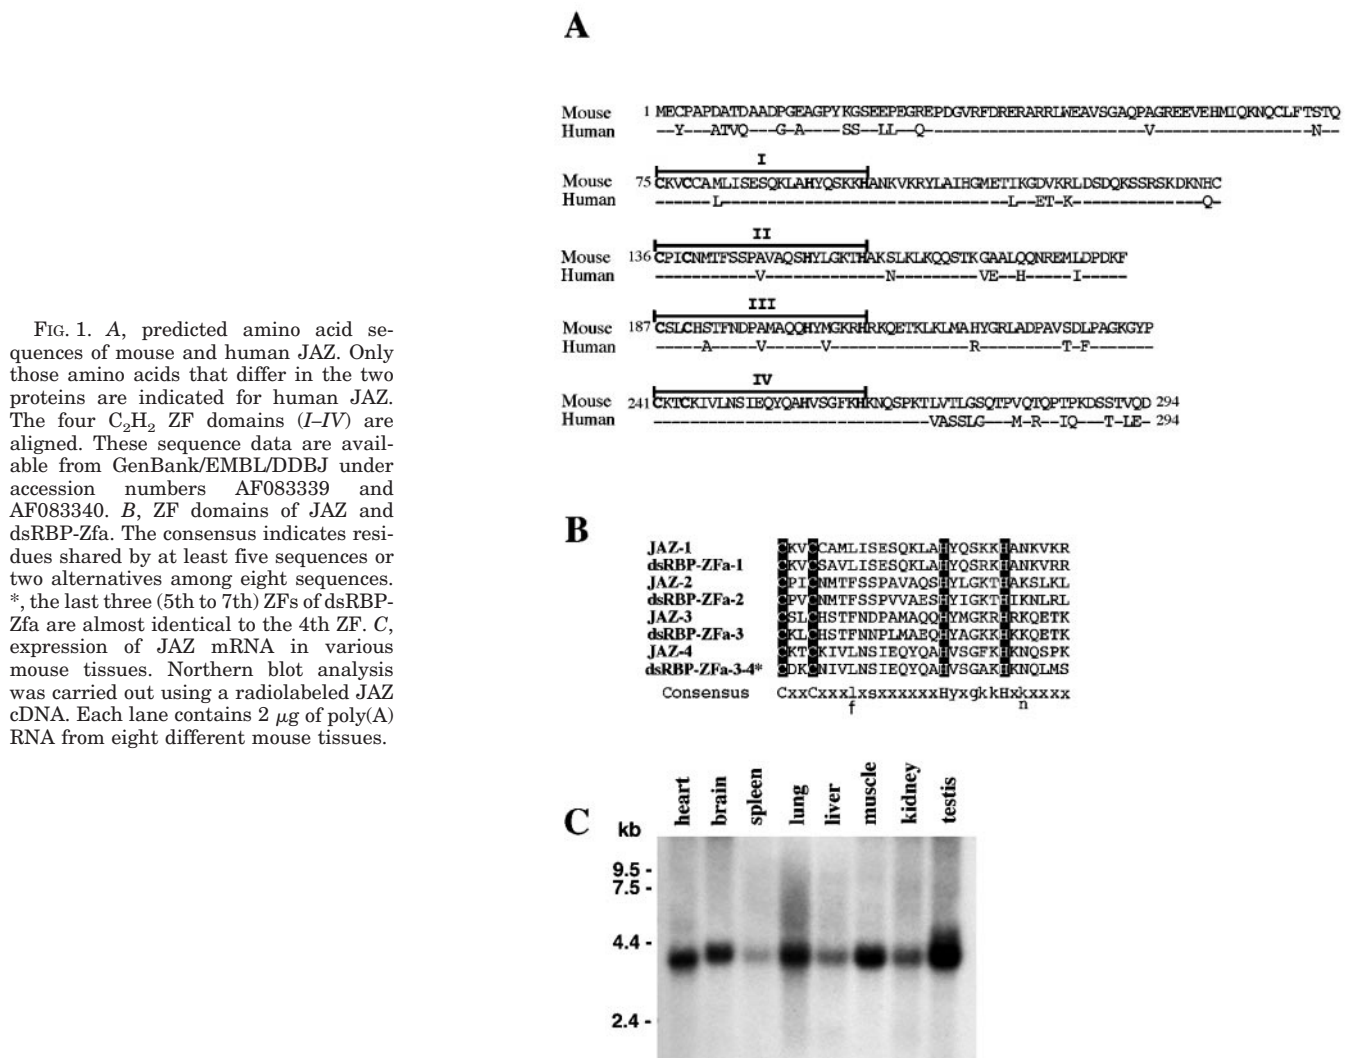 FIG. 1. A, predicted amino acid se-
quences of mouse and human JAZ. Only
those amino acids that differ in the two
proteins are indicated for human JAZ.
The four C₂H₂ ZF domains (I–IV) are
aligned. These sequence data are avail-
able from GenBank/EMBL/DDBJ under
accession numbers AF083339 and
AF083340. B, ZF domains of JAZ and
dsRBP-Zfa. The consensus indicates resi-
dues shared by at least five sequences or
two alternatives among eight sequences.
*, the last three (5th to 7th) ZFs of dsRBP-
Zfa are almost identical to the 4th ZF. C,
expression of JAZ mRNA in various
mouse tissues. Northern blot analysis
was carried out using a radiolabeled JAZ
cDNA. Each lane contains 2 μg of poly(A)
RNA from eight different mouse tissues.
A
Mouse 1 MECPAPDATDAADPGEAGPYKGSEEPEGREPDGVRFDRERARRLWEAVSGAQPAGREEVEHMIQKNQCLFTSTQ
Human --Y---ATVQ---G-A----SS--LL--Q------------------------V-----------------N--
I
Mouse 75 CKVCCAMLISESQKLAHYQSKKHANKVKRYLAIHGMETIKGDVKRLDSDQKSSRSKDKNHC
Human ------L-------------------------------L--ET-K--------------Q-
II
Mouse 136 CPICNMTFSSPAVAQSHYLGKTHAKSLKLKQQSTKGAALQQNREMLDPDKF
Human -----------V-------------N---------VE--H-----I-----
III
Mouse 187 CSLCHSTFNDPAMAQQHYMGKRHRKQETKLKLMAHYGRLADPAVSDLPAGKGYP
Human -----A-----V------V---------------R---------T-F-------
IV
Mouse 241 CKTCKIVLNSIEQYQAHVSGFKHKNQSPKTLVTLGSQTPVQTQPTPKDSSTVQD 294
Human ------------------------------VASSLG---M-R--IQ---T-LE- 294
B
JAZ-1 CKVCCAMLISESQKLAHYQSKKHANKVKR
dsRBP-ZFa-1 CKVCSAVLISESQKLAHYQSRKHANKVRR
JAZ-2 CPICNMTFSSPAVAQSHYLGKTHAKSLKL
dsRBP-ZFa-2 CPVCNMTFSSPVVAESHYIGKTHIKNLRL
JAZ-3 CSLCHSTFNDPAMAQQHYMGKRHRKQETK
dsRBP-ZFa-3 CKLCHSTFNNPLMAEQHYAGKKHKKQETK
JAZ-4 CKTCKIVLNSIEQYQAHVSGFKHKNQSPK
dsRBP-ZFa-3-4* CDKCNIVLNSIEQYQAHVSGAKHKNQLMS
Consensus CxxCxxxlxsxxxxxxHyxgkkHxkxxxx
f n
heart brain spleen lung liver muscle kidney testis
C
kb
9.5 -
7.5 -
4.4 -
2.4 -